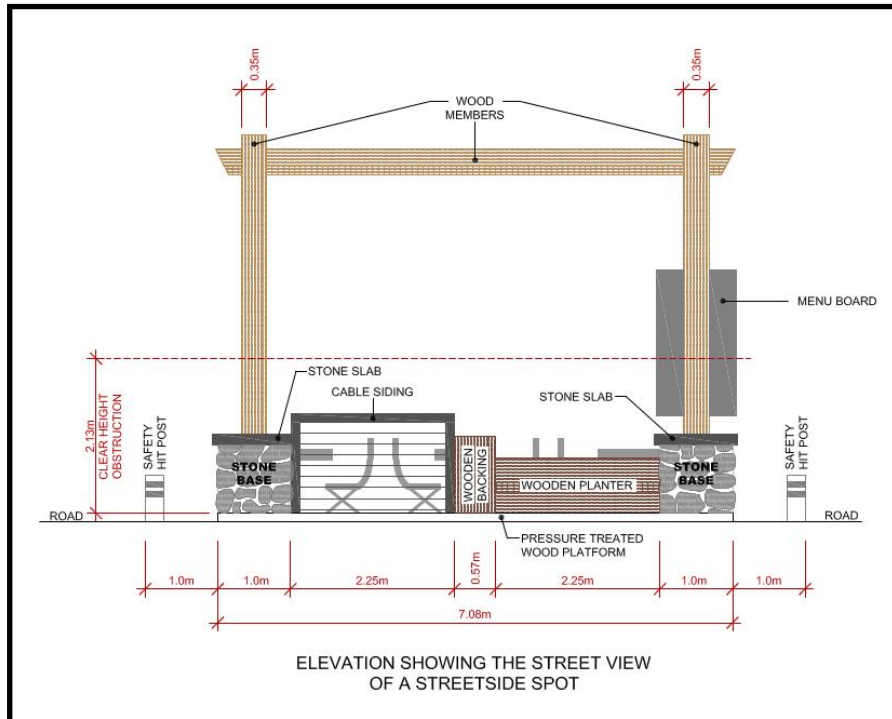 0.35m
0.35m
WOOD
MEMBERS
MENU BOARD
STONE SLAB
CABLE SIDING
STONE SLAB
2.13m
CLEAR HEIGHT
OBSTRUCTION
SAFETY
HIT POST
STONE
BASE
WOODEN
BACKING
WOODEN PLANTER
STONE
BASE
SAFETY
HIT POST
ROAD
ROAD
PRESSURE TREATED
WOOD PLATFORM
1.0m
1.0m
2.25m
0.57m
2.25m
1.0m
1.0m
7.08m
ELEVATION SHOWING THE STREET VIEW
OF A STREETSIDE SPOT